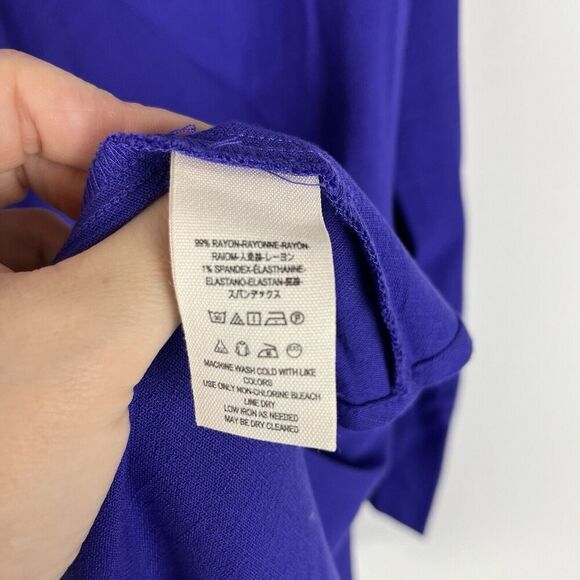 99% RAYON-RAYONNE-RAYÓN-
RAIOM-人造絲-レーヨン
1% SPANDEX-ÉLASTHANNE-
ELASTANO-ELASTAN-
スパンデックス
MACHINE WASH COLD WITH LIKE
COLORS
USE ONLY NON-CHLORINE BLEACH
LINE DRY
LOW IRON AS NEEDED
MAY BE DRY CLEANED